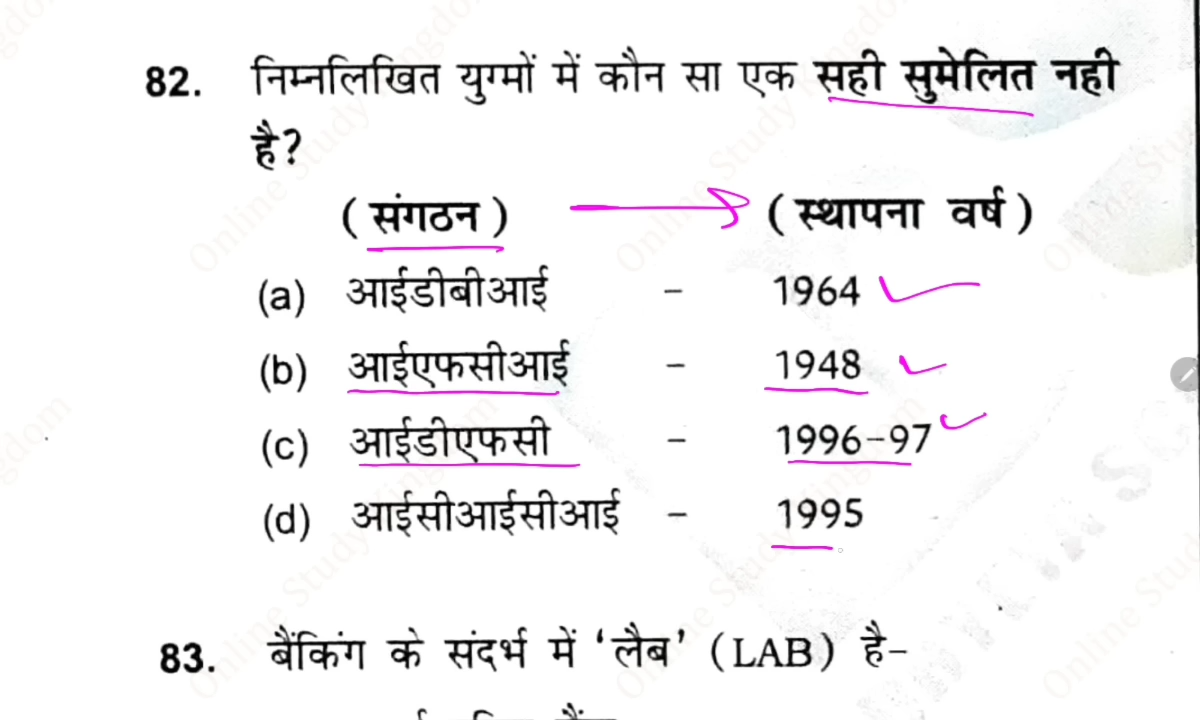 82. निम्नलिखित युग्मों में कौन सा एक सही सुमेलित नही
है?
(संगठन) (स्थापना वर्ष)
(a) आईडीबीआई - 1964
(b) आईएफसीआई - 1948
(c) आईडीएफसी - 1996-97
(d) आईसीआईसीआई - 1995
83. बैंकिंग के संदर्भ में 'लैब' (LAB) है-